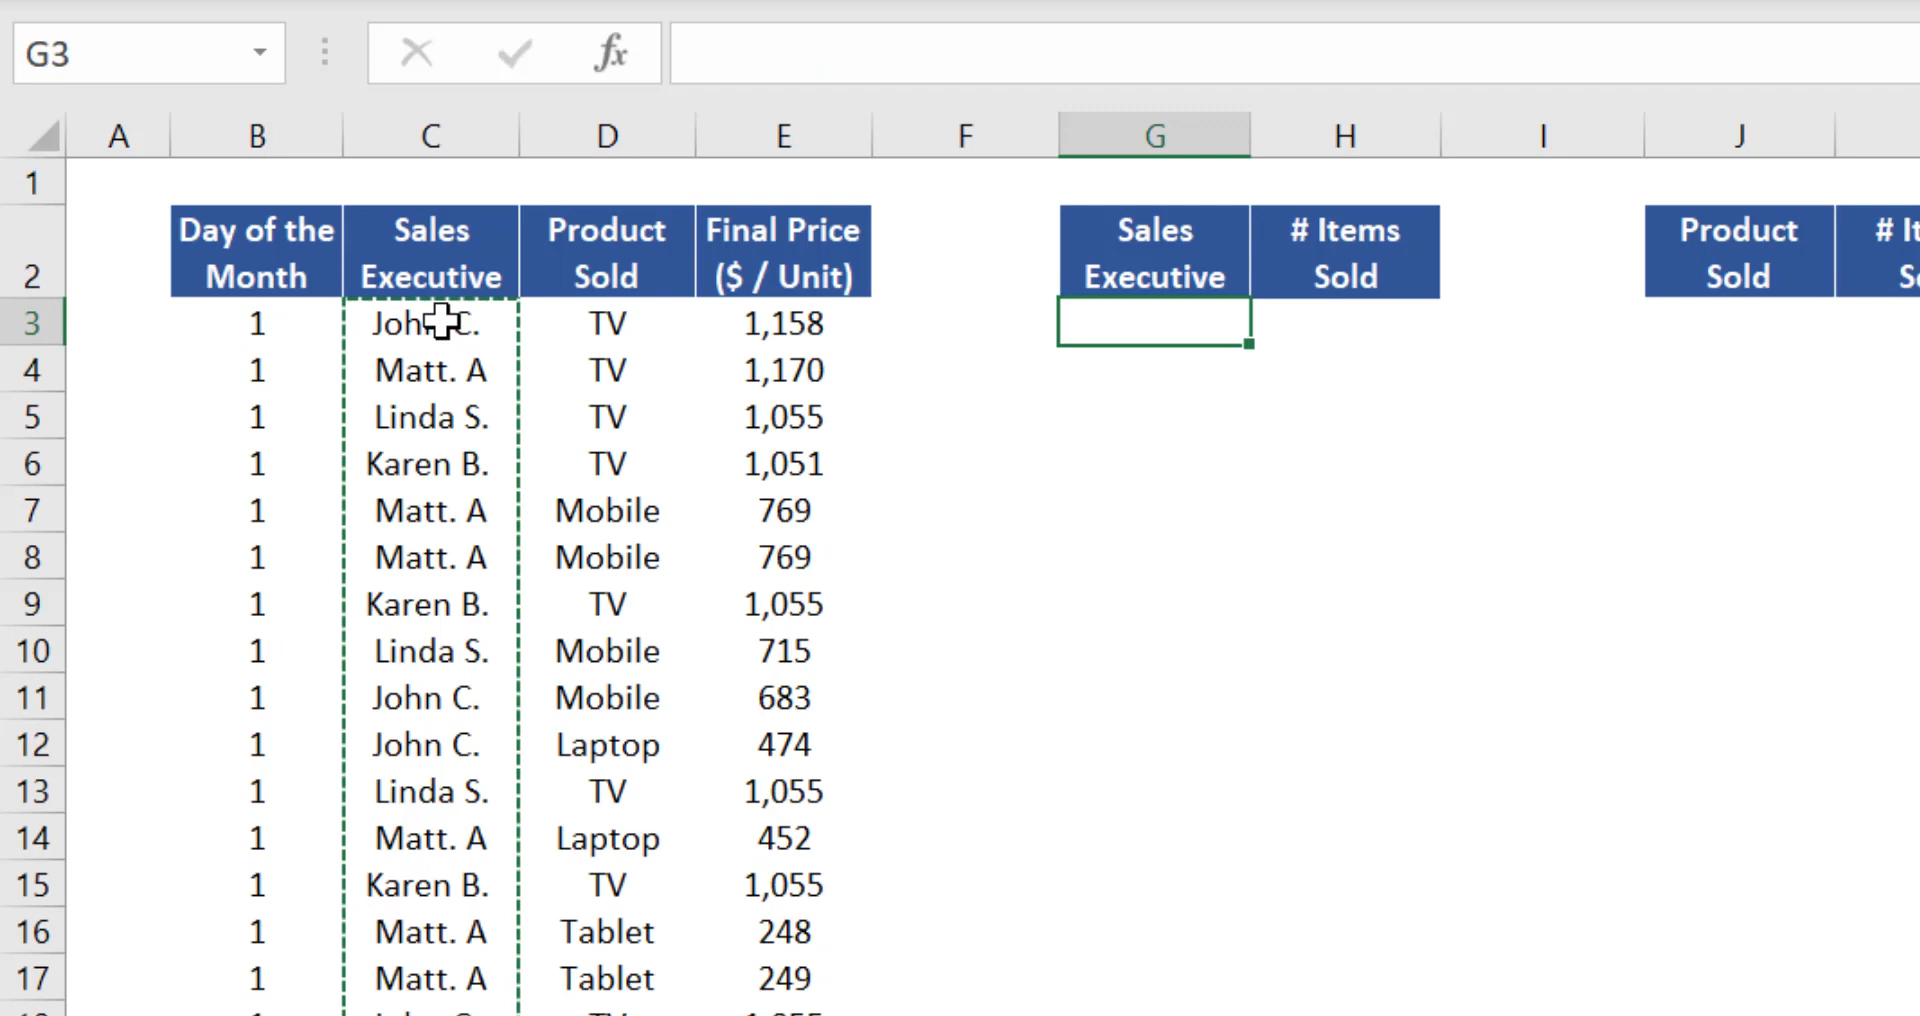 G3 fx
A B C D E F G H I J
1
Day of the Sales Product Final Price Sales # Items Product # It
2 Month Executive Sold ($ / Unit) Executive Sold Sold
3 1 John C. TV 1,158
4 1 Matt. A TV 1,170
5 1 Linda S. TV 1,055
6 1 Karen B. TV 1,051
7 1 Matt. A Mobile 769
8 1 Matt. A Mobile 769
9 1 Karen B. TV 1,055
10 1 Linda S. Mobile 715
11 1 John C. Mobile 683
12 1 John C. Laptop 474
13 1 Linda S. TV 1,055
14 1 Matt. A Laptop 452
15 1 Karen B. TV 1,055
16 1 Matt. A Tablet 248
17 1 Matt. A Tablet 249